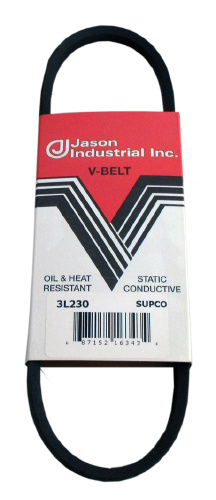 Jason
Industrial Inc.
V-BELT
OIL & HEAT
RESISTANT
STATIC
CONDUCTIVE
3L230
SUPCO
87152 16343